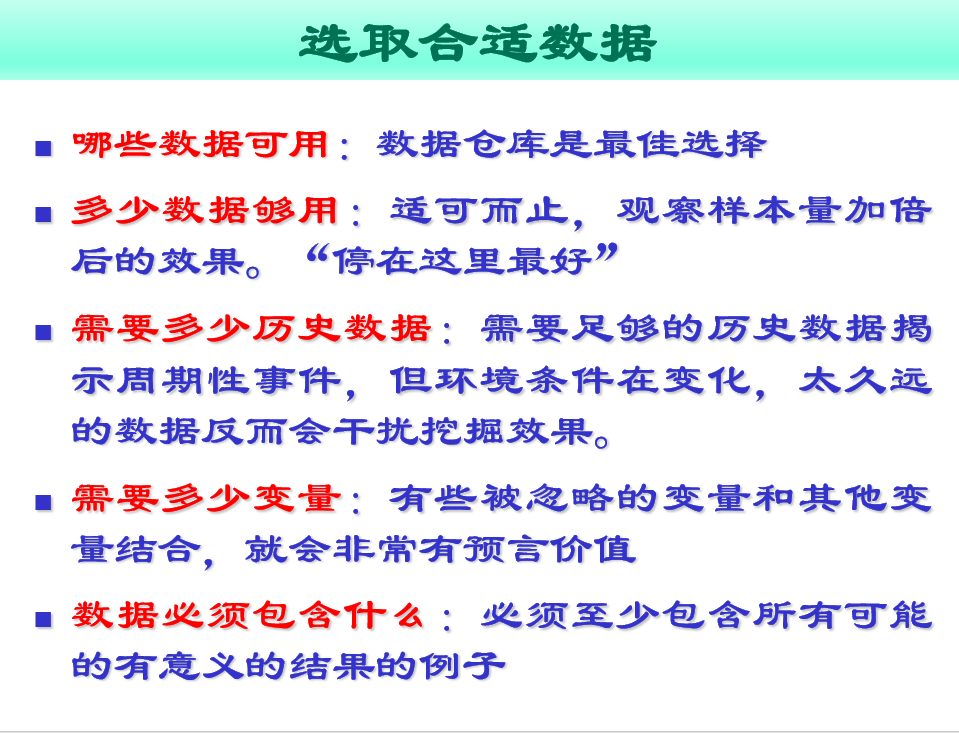 选取合适数据
■ 哪些数据可用：数据仓库是最佳选择
■ 多少数据够用：适可而止，观察样本量加倍
后的效果。“停在这里最好”
■ 需要多少历史数据：需要足够的历史数据揭
示周期性事件，但环境条件在变化，太久远
的数据反而会干扰挖掘效果。
■ 需要多少变量：有些被忽略的变量和其他变
量结合，就会非常有预言价值
■ 数据必须包含什么：必须至少包含所有可能
的有意义的结果的例子